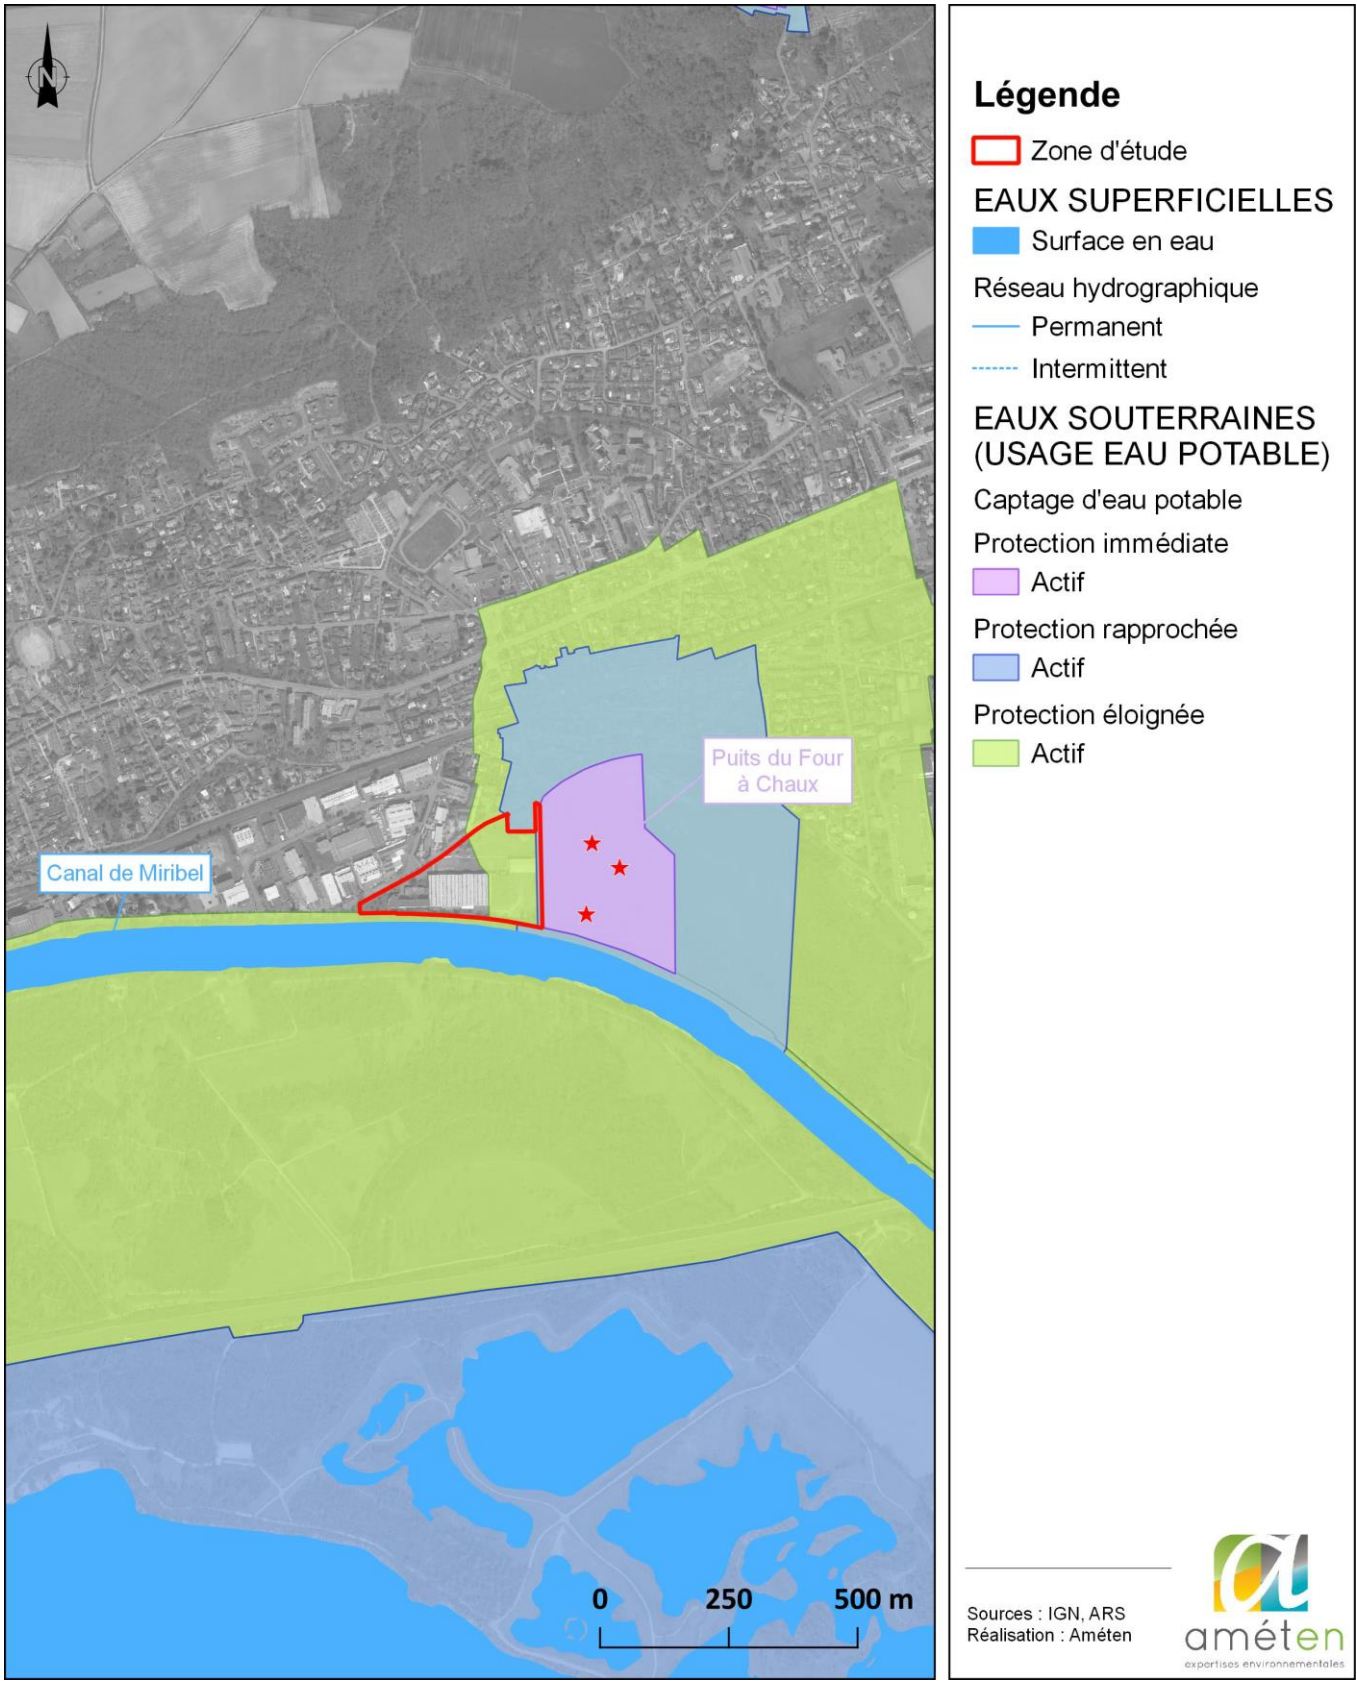 N
Puits du Four
à Chaux
Canal de Miribel
0 250 500 m
Légende
Zone d'étude
EAUX SUPERFICIELLES
Surface en eau
Réseau hydrographique
Permanent
Intermittent
EAUX SOUTERRAINES
(USAGE EAU POTABLE)
Captage d'eau potable
Protection immédiate
Actif
Protection rapprochée
Actif
Protection éloignée
Actif
Sources : IGN, ARS
Réalisation : Améten
a
améten
expertises environnementales